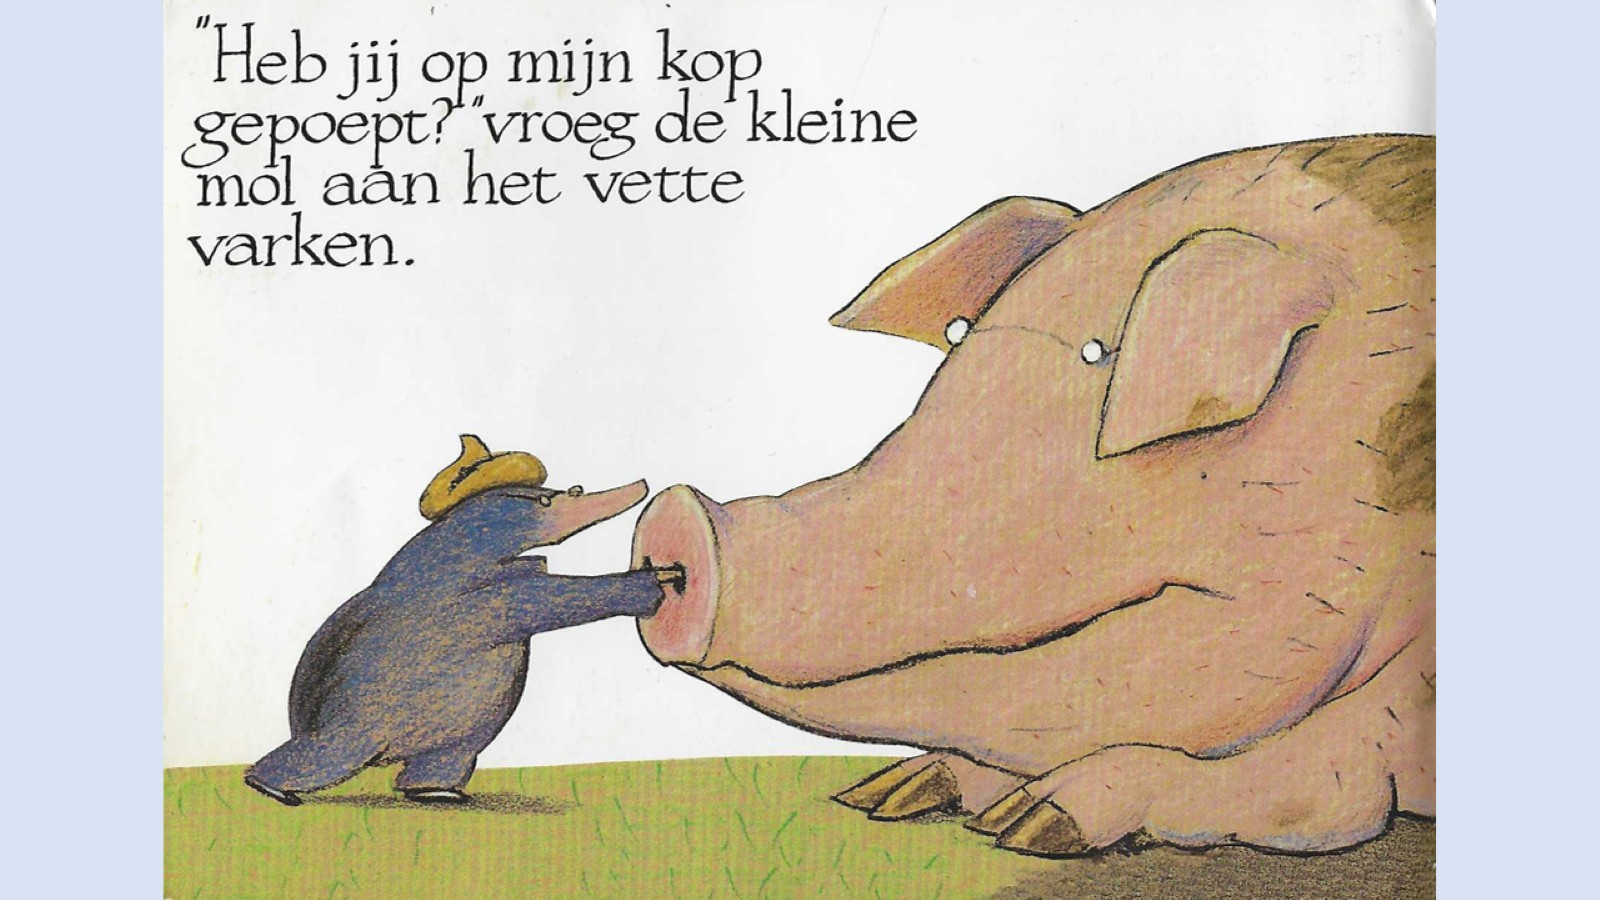 "Heb jij op mijn kop
gepoept?" vroeg de kleine
mol aan het vette
varken.